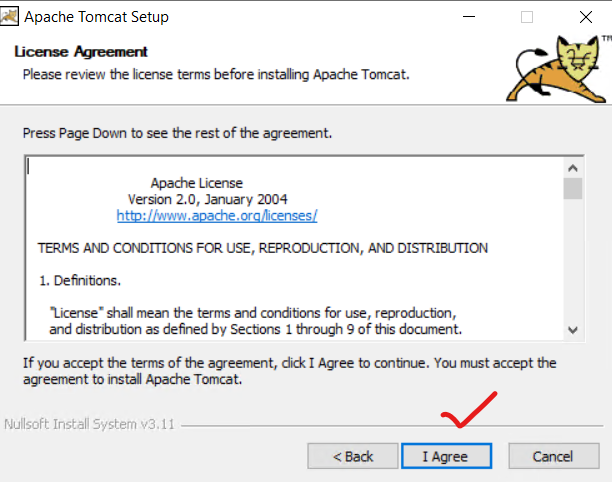 Apache Tomcat Setup
License Agreement
Please review the license terms before installing Apache Tomcat.
TM
Press Page Down to see the rest of the agreement.
Apache License
Version 2.0, January 2004
http://www.apache.org/licenses/
TERMS AND CONDITIONS FOR USE, REPRODUCTION, AND DISTRIBUTION
1. Definitions.
"License" shall mean the terms and conditions for use, reproduction,
and distribution as defined by Sections 1 through 9 of this document.
If you accept the terms of the agreement, click I Agree to continue. You must accept the
agreement to install Apache Tomcat.
Nullsoft Install System v3.11
< Back I Agree Cancel